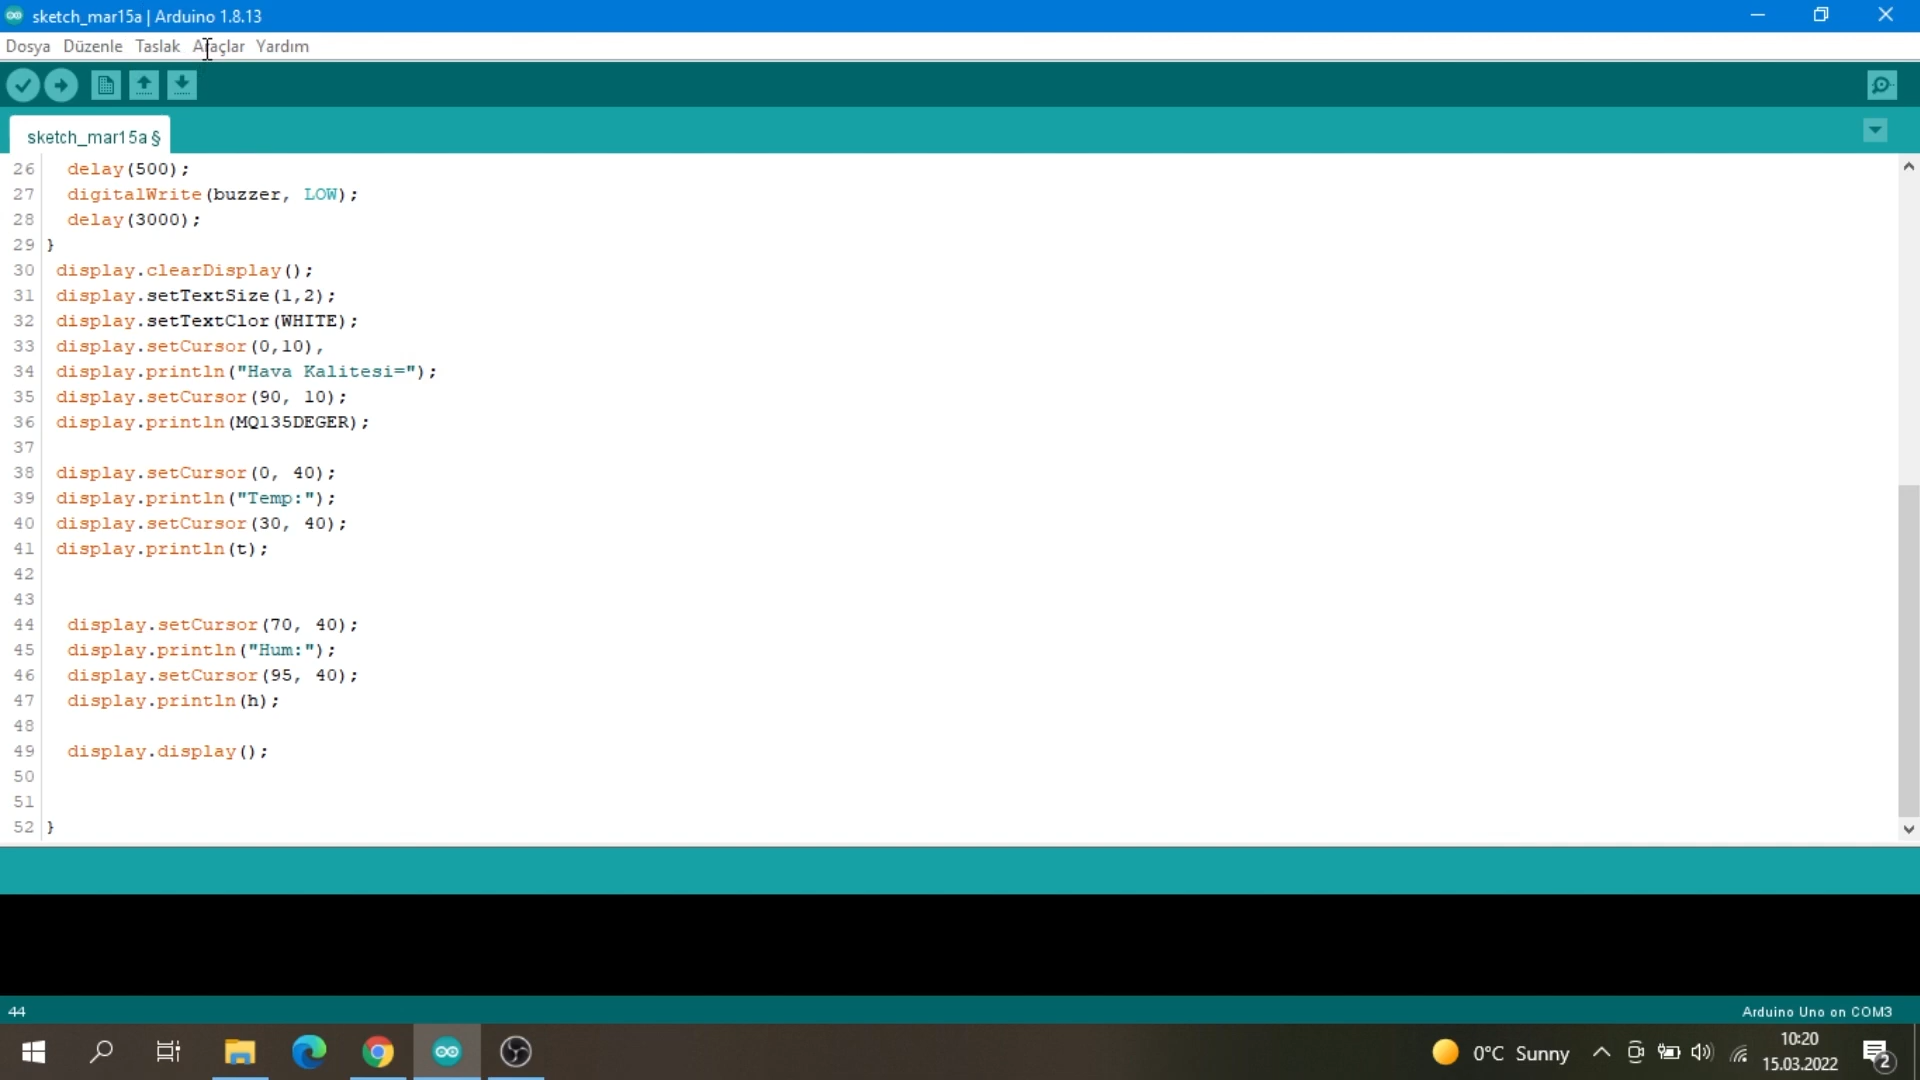 sketch_mar15a | Arduino 1.8.13
Dosya Düzenle Taslak Araçlar Yardım
sketch_mar15a §
26 delay(500);
27 digitalWrite(buzzer, LOW);
28 delay(3000);
29 }
30 display.clearDisplay();
31 display.setTextSize(1,2);
32 display.setTextClor(WHITE);
33 display.setCursor(0,10),
34 display.println("Hava Kalitesi=");
35 display.setCursor(90, 10);
36 display.println(MQ135DEGER);
37
38 display.setCursor(0, 40);
39 display.println("Temp:");
40 display.setCursor(30, 40);
41 display.println(t);
42
43
44 display.setCursor(70, 40);
45 display.println("Hum:");
46 display.setCursor(95, 40);
47 display.println(h);
48
49 display.display();
50
51
52 }
44
Arduino Uno on COM3
0°C Sunny
10:20
15.03.2022
2